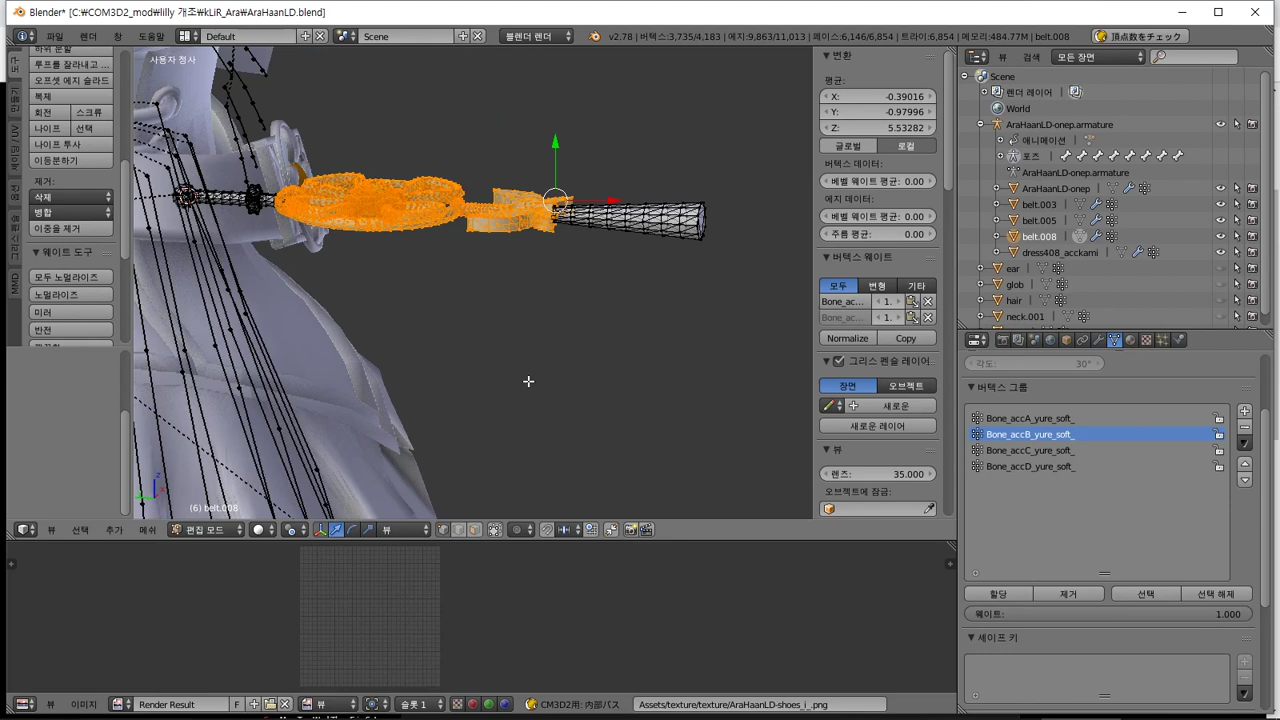 Blender* [C:₩COM3D2_mod₩lilly 개조₩kLiR_Ara₩AraHaanLD.blend]
파일 렌더 창 도움말 Default Scene 블렌더 렌더 v2.78 | 버텍스:3,735/4,183 | 에지:9,863/11,013 | 페이스:6,146/6,854 | 트라이:6,854 | 메모리:484.77M | belt.008 頂点数をチェック
루프를 잘라내고 ...
오프셋 에지 슬라드
복제
회전 스크류
나이프 선택
나이프 투사
이등분하기
제거:
삭제
병합
이중을 제거
웨이트 도구
모두 노멀라이즈
노멀라이즈
미러
반전
MMD
사용자 정사
(6) belt.008
변환
평균:
X: -0.39016
Y: -0.97996
Z: 5.53282
글로벌 로컬
버텍스 데이터:
베벨 웨이트 평균: 0.00
에지 데이터:
베벨 웨이트 평균: 0.00
주름 평균: 0.00
버텍스 웨이트
모두 변형 기타
Bone_ac... 1.
Bone_ac... 1.
Normalize Copy
그리스 펜슬 레이어
장면 오브젝트
새로운
새로운 레이어
뷰
렌즈: 35.000
오브젝트에 잠금:
뷰 선택 추가 메쉬 편집 모드 뷰
뷰 이미지 Render Result F 뷰 슬롯 1 CM3D2用: 内部パス Assets/texture/texture/AraHaanLD-shoes_i_.png
뷰 검색 모든 장면
Scene
렌더 레이어
World
AraHaanLD-onep.armature
애니메이션
포즈
AraHaanLD-onep
belt.003
belt.005
belt.008
dress408_acckami
ear
glob
hair
neck.001
각도: 30°
버텍스 그룹
Bone_accA_yure_soft_
Bone_accB_yure_soft_
Bone_accC_yure_soft_
Bone_accD_yure_soft_
할당 제거 선택 선택 해제
웨이트: 1.000
셰이프 키